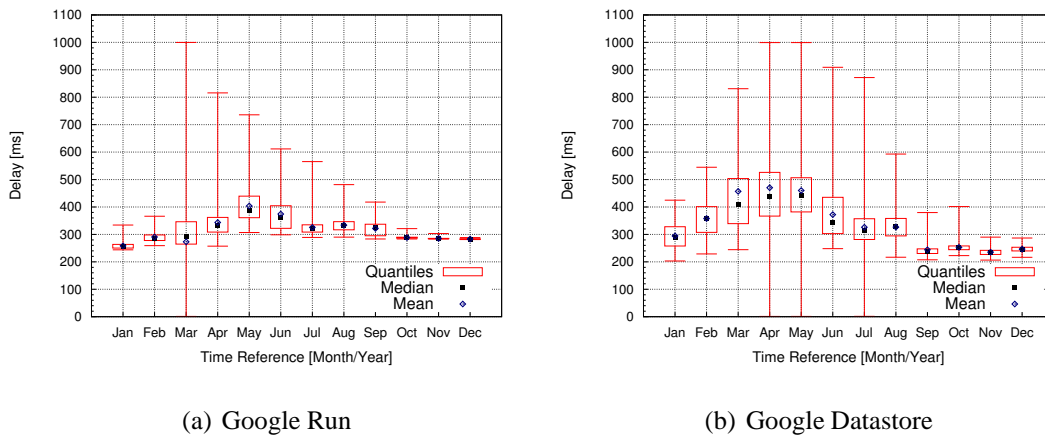 1100
1000
900
800
700
600
500
400
300
200
100
0
Delay [ms]
Jan Feb Mar Apr May Jun Jul Aug Sep Oct Nov Dec
Time Reference [Month/Year]
Quantiles
Median
Mean
(a) Google Run
1100
1000
900
800
700
600
500
400
300
200
100
0
Delay [ms]
Jan Feb Mar Apr May Jun Jul Aug Sep Oct Nov Dec
Time Reference [Month/Year]
Quantiles
Median
Mean
(b) Google Datastore